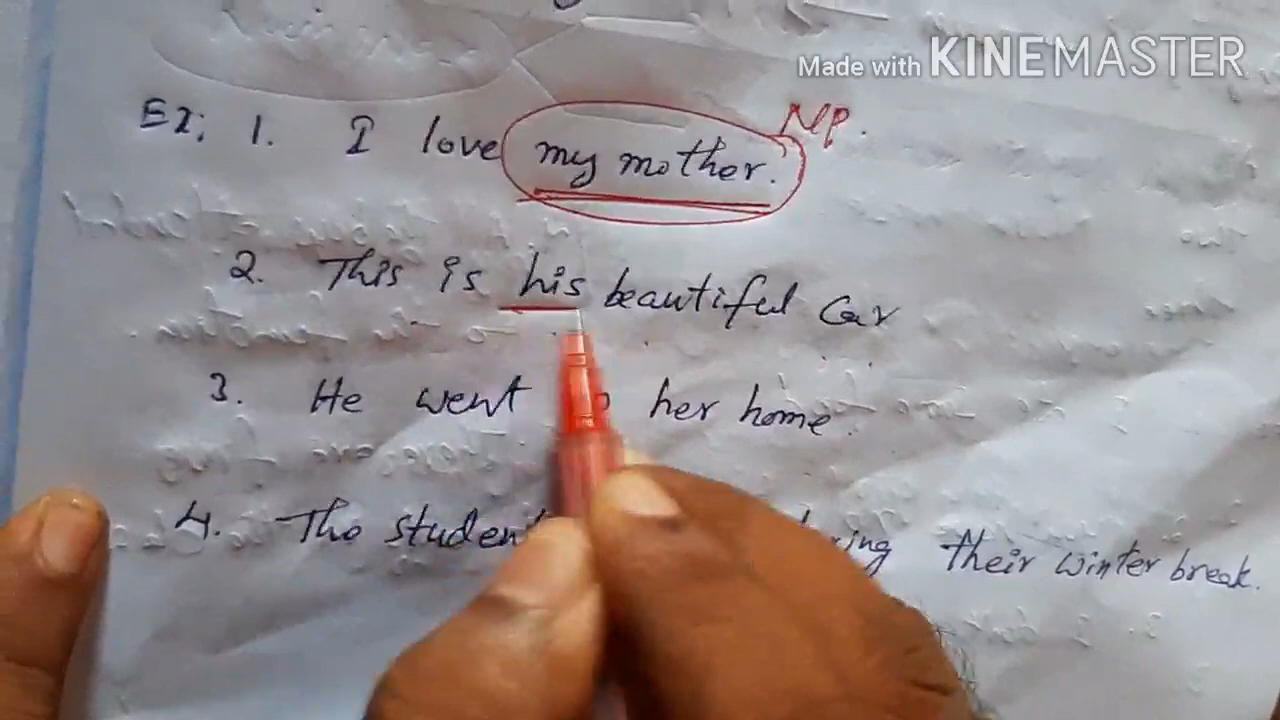 Made with KINEMASTER
NP.
Ex; 1. I love my mother.
2. This is his beautiful Car
3. He went her home.
4. The student their winter break.